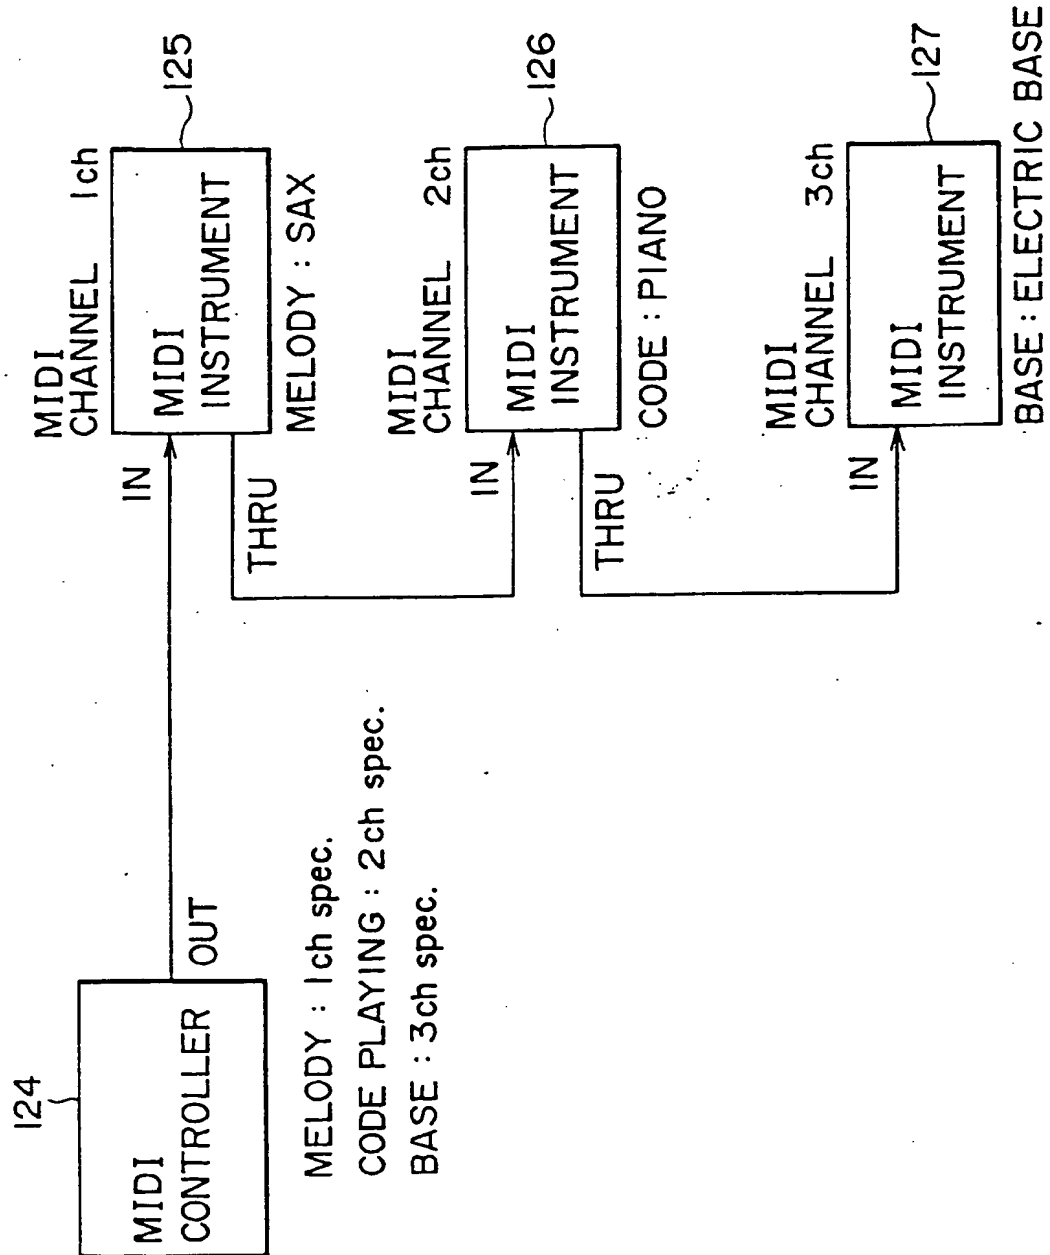 124
MIDI
CONTROLLER
OUT
MELODY : 1ch spec.
CODE PLAYING : 2ch spec.
BASE : 3ch spec.
MIDI
CHANNEL 1ch
IN
MIDI
INSTRUMENT
125
THRU
MELODY : SAX
MIDI
CHANNEL 2ch
IN
MIDI
INSTRUMENT
126
THRU
CODE : PIANO
MIDI
CHANNEL 3ch
IN
MIDI
INSTRUMENT
127
BASE : ELECTRIC BASE